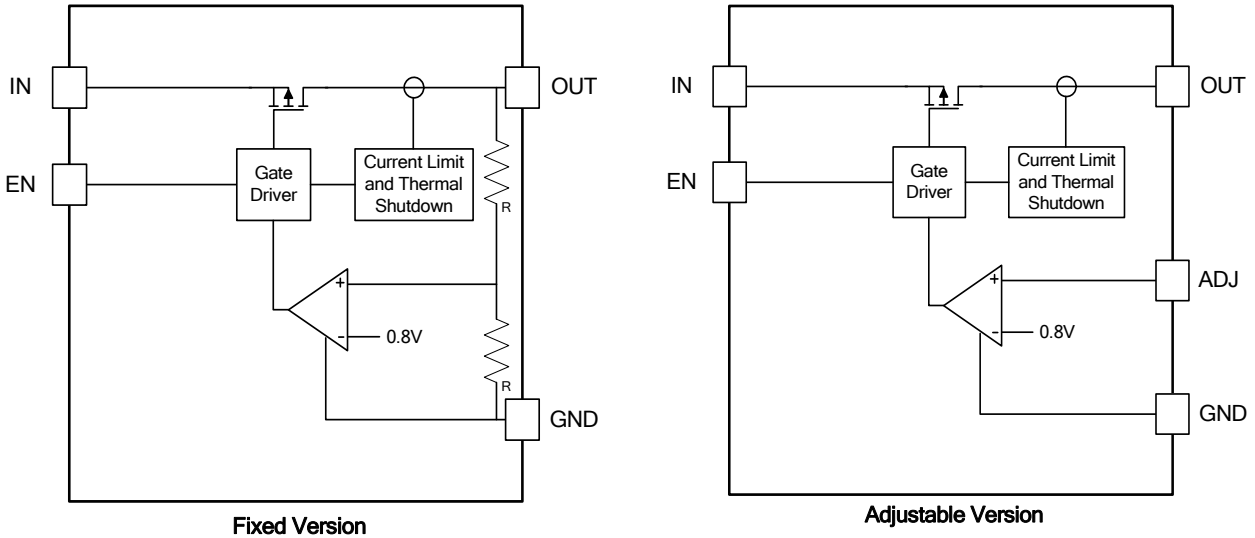 IN
OUT
EN
Gate
Driver
Current Limit
and Thermal
Shutdown
R
+
-
0.8V
R
GND
Fixed Version
IN
OUT
EN
Gate
Driver
Current Limit
and Thermal
Shutdown
+
ADJ
-
0.8V
GND
Adjustable Version